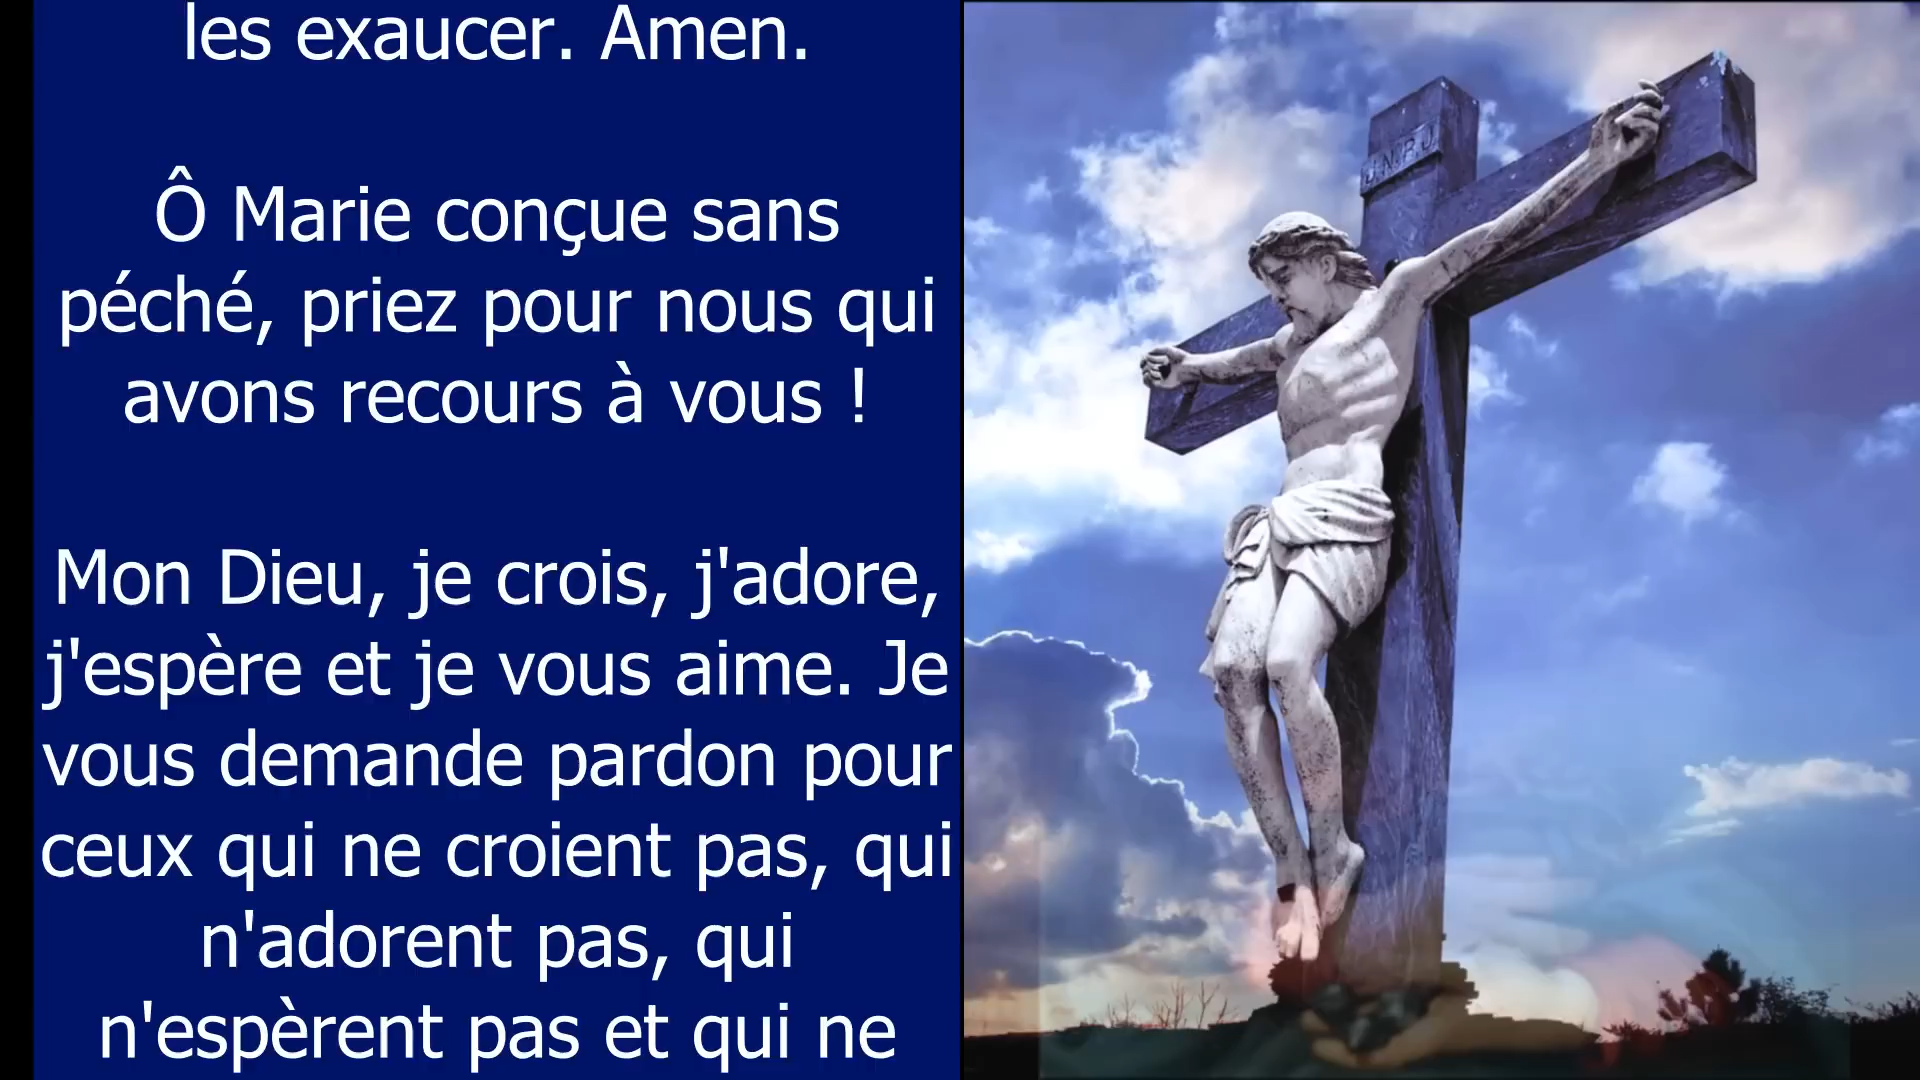 les exaucer. Amen.
Ô Marie conçue sans
péché, priez pour nous qui
avons recours à vous !
Mon Dieu, je crois, j'adore,
j'espère et je vous aime. Je
vous demande pardon pour
ceux qui ne croient pas, qui
n'adorent pas, qui
n'espèrent pas et qui ne
J.N.R.J.